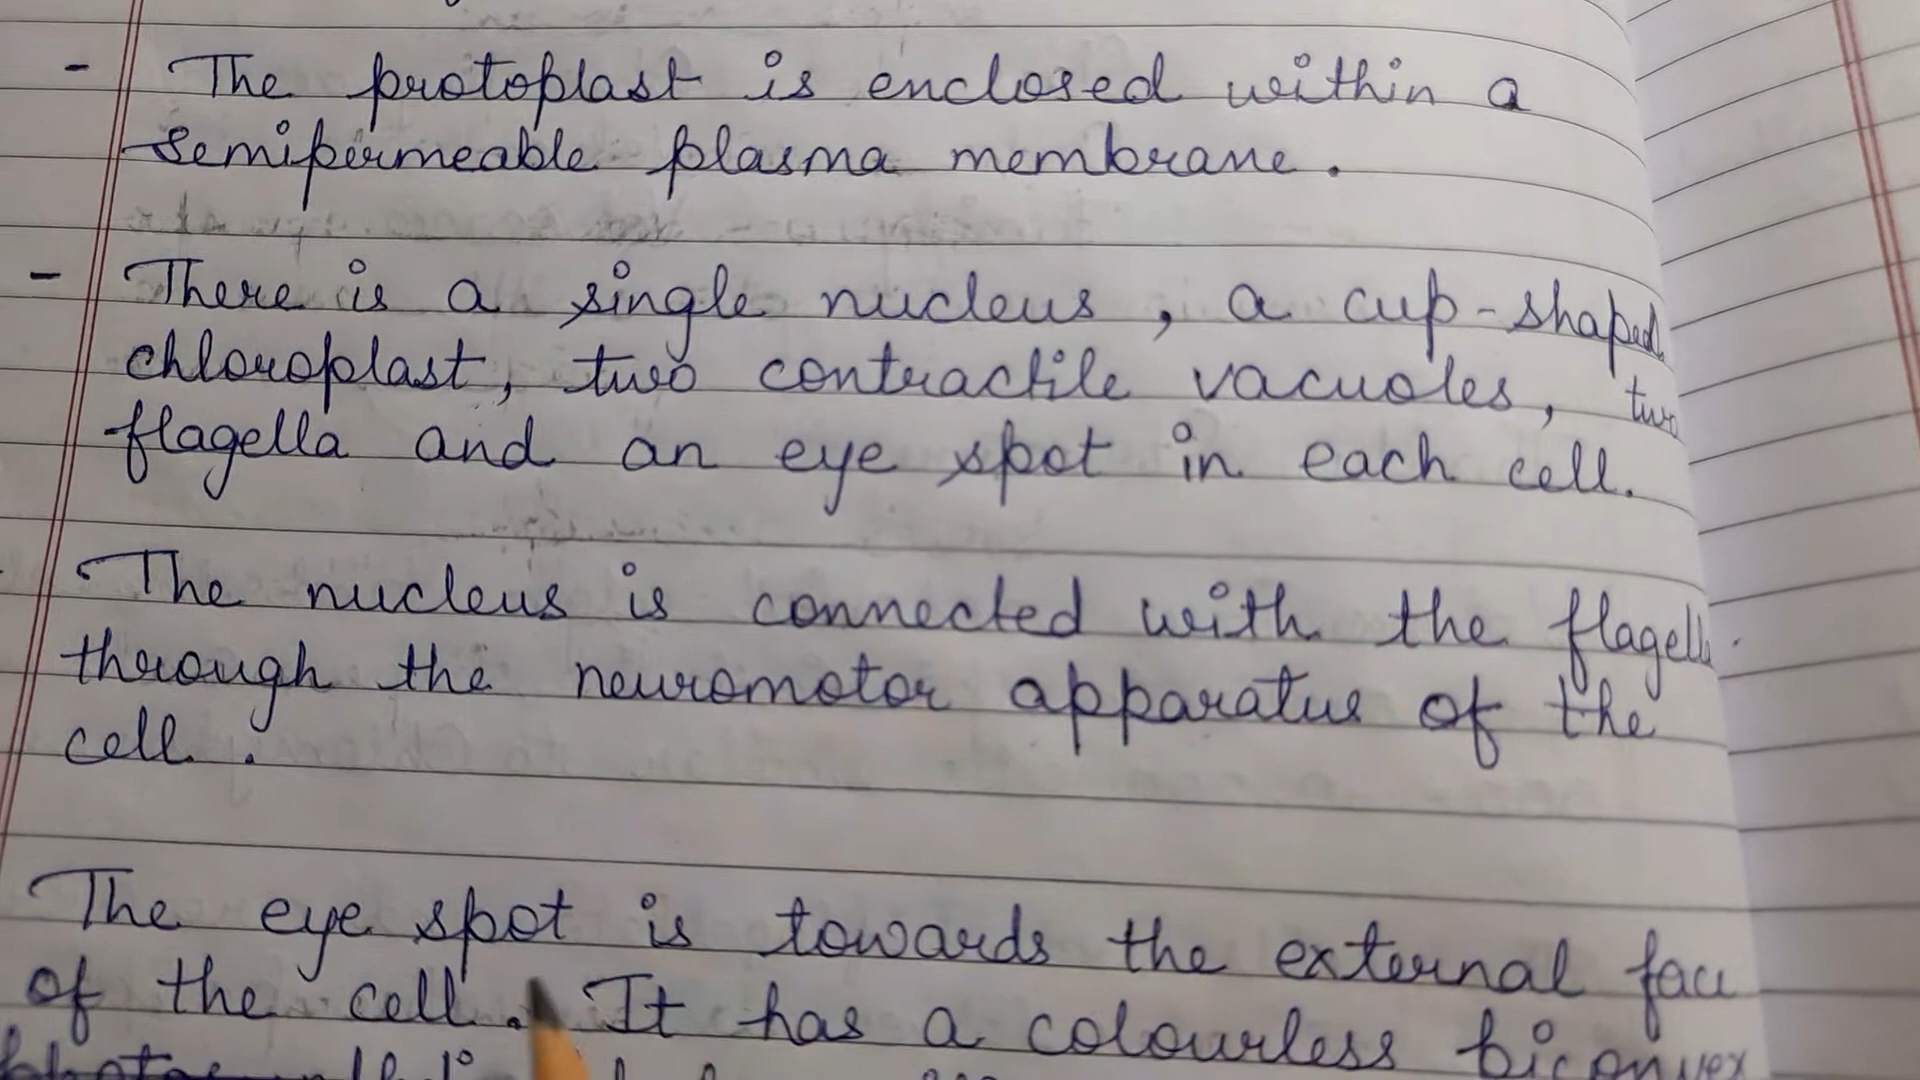 - The protoplast is enclosed within a
semipermeable plasma membrane.
- There is a single nucleus, a cup-shaped
chloroplast, two contractile vacuoles, two
flagella and an eye spot in each cell.
The nucleus is connected with the flagell
through the neuromotor apparatus of the
cell.
The eye spot is towards the external face
of the cell. It has a colourless biconvex